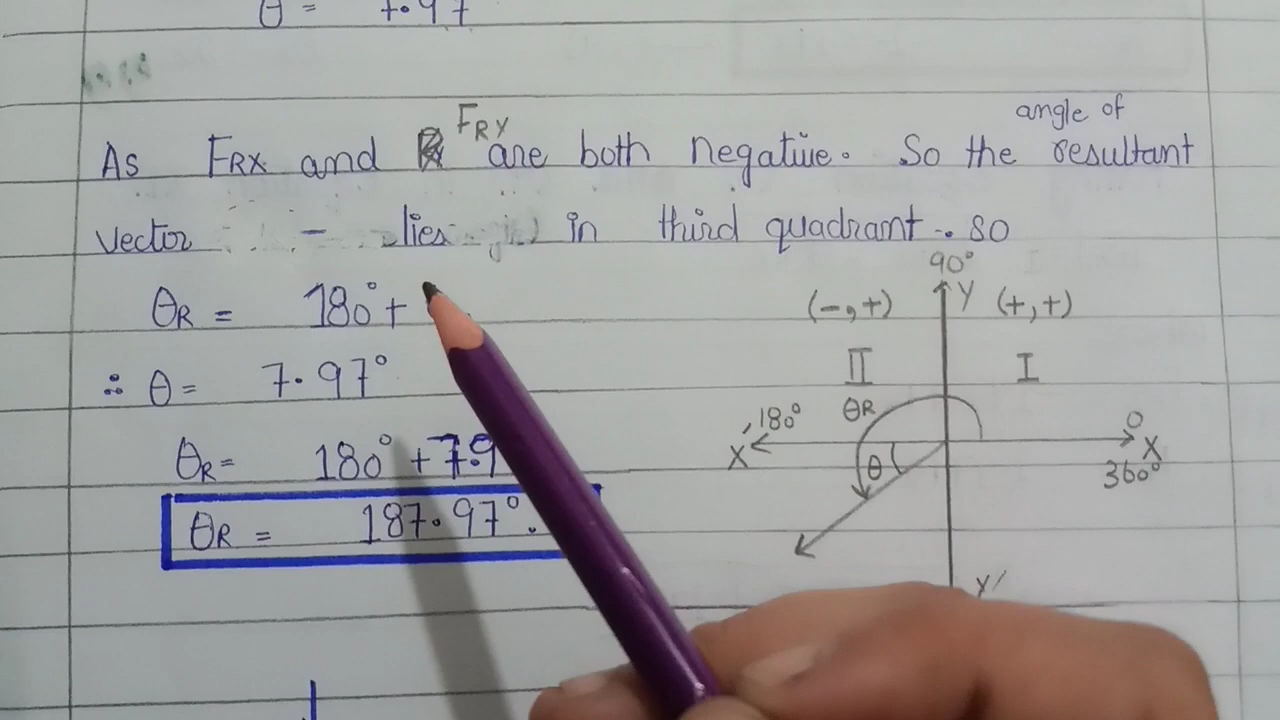 θ = 7.97
angle of
As FRX and FRY are both negative. So the resultant
vector lies in third quadrant. so
θR = 180° +
∴ θ = 7.97°
θR = 180° + 7.9
θR = 187.97°.
90°
Y
(-,+) (+,+)
II I
θR
180° 0
X X
θ 360°
Y'